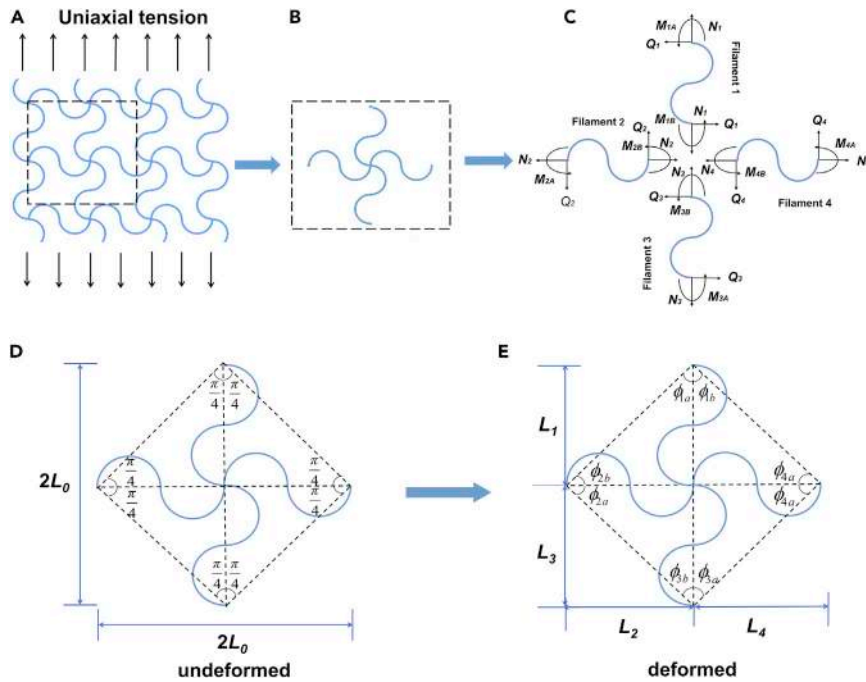 A
Uniaxial tension
B
C
M1A
N1
Q1
Filament 1
M1B
N1
Q1
Filament 2
Q2
M2B
N2
N2
M2A
Q2
Q4
M4A
N
N4
M4B
Q4
Filament 4
N3
Q3
M3B
Filament 3
Q3
N3
M3A
D
π/4 π/4
π/4
π/4
π/4
π/4
π/4 π/4
2L0
2L0
undeformed
E
ϕ1a ϕ1b
ϕ2b
ϕ2a
ϕ4a
ϕ4a
ϕ3b ϕ3a
L1
L3
L2
L4
deformed